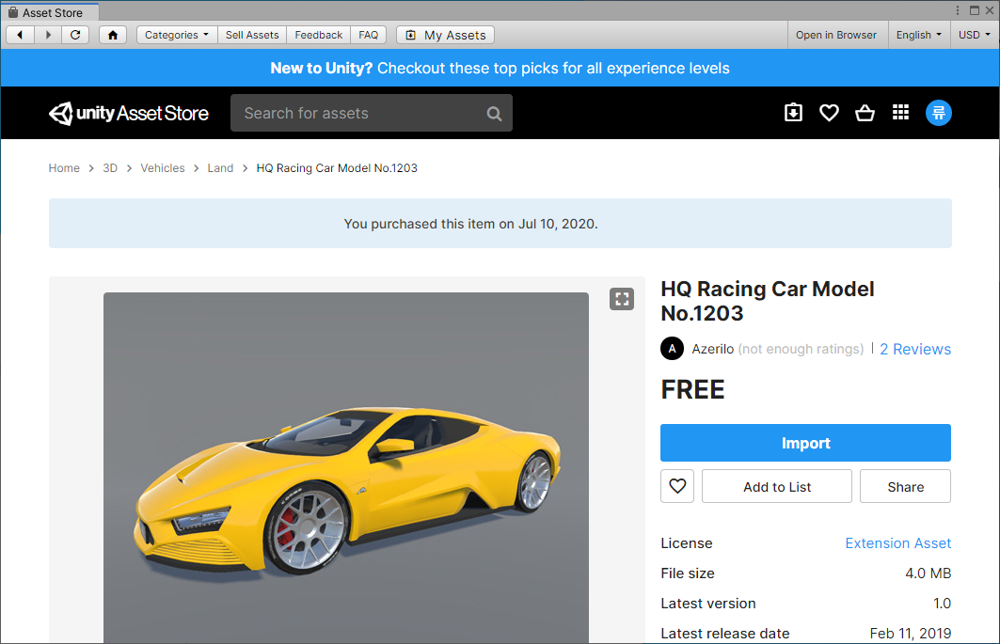 Asset Store
Categories Sell Assets Feedback FAQ My Assets Open in Browser English USD
New to Unity? Checkout these top picks for all experience levels
unity Asset Store Search for assets 류
Home > 3D > Vehicles > Land > HQ Racing Car Model No.1203
You purchased this item on Jul 10, 2020.
HQ Racing Car Model
No.1203
A Azerilo (not enough ratings) | 2 Reviews
FREE
Import
Add to List Share
License Extension Asset
File size 4.0 MB
Latest version 1.0
Latest release date Feb 11, 2019